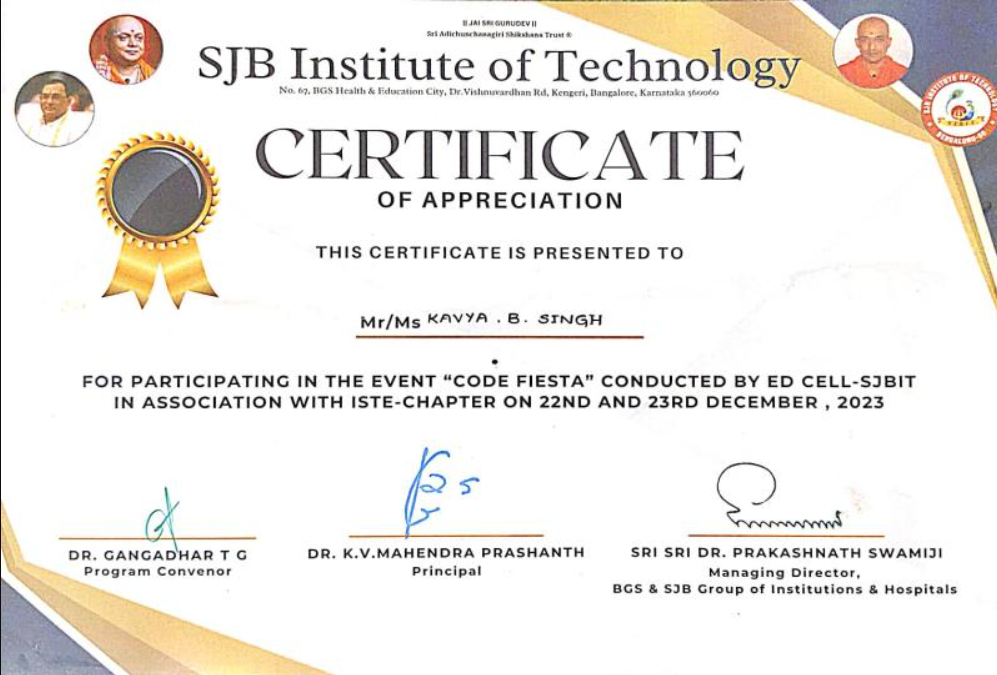 || JAI SRI GURUDEV ||
Sri Adichunchanagiri Shikshana Trust ®
SJB Institute of Technology
No. 67, BGS Health & Education City, Dr.Vishnuvardhan Rd, Kengeri, Bangalore, Karnataka 560060
SJB INSTITUTE OF TECHNOLOGY
CERTIFICATE
OF APPRECIATION
THIS CERTIFICATE IS PRESENTED TO
Mr/Ms KAVYA . B. SINGH
FOR PARTICIPATING IN THE EVENT “CODE FIESTA” CONDUCTED BY ED CELL-SJBIT
IN ASSOCIATION WITH ISTE-CHAPTER ON 22ND AND 23RD DECEMBER , 2023
DR. GANGADHAR T G
Program Convenor
DR. K.V.MAHENDRA PRASHANTH
Principal
SRI SRI DR. PRAKASHNATH SWAMIJI
Managing Director,
BGS & SJB Group of Institutions & Hospitals